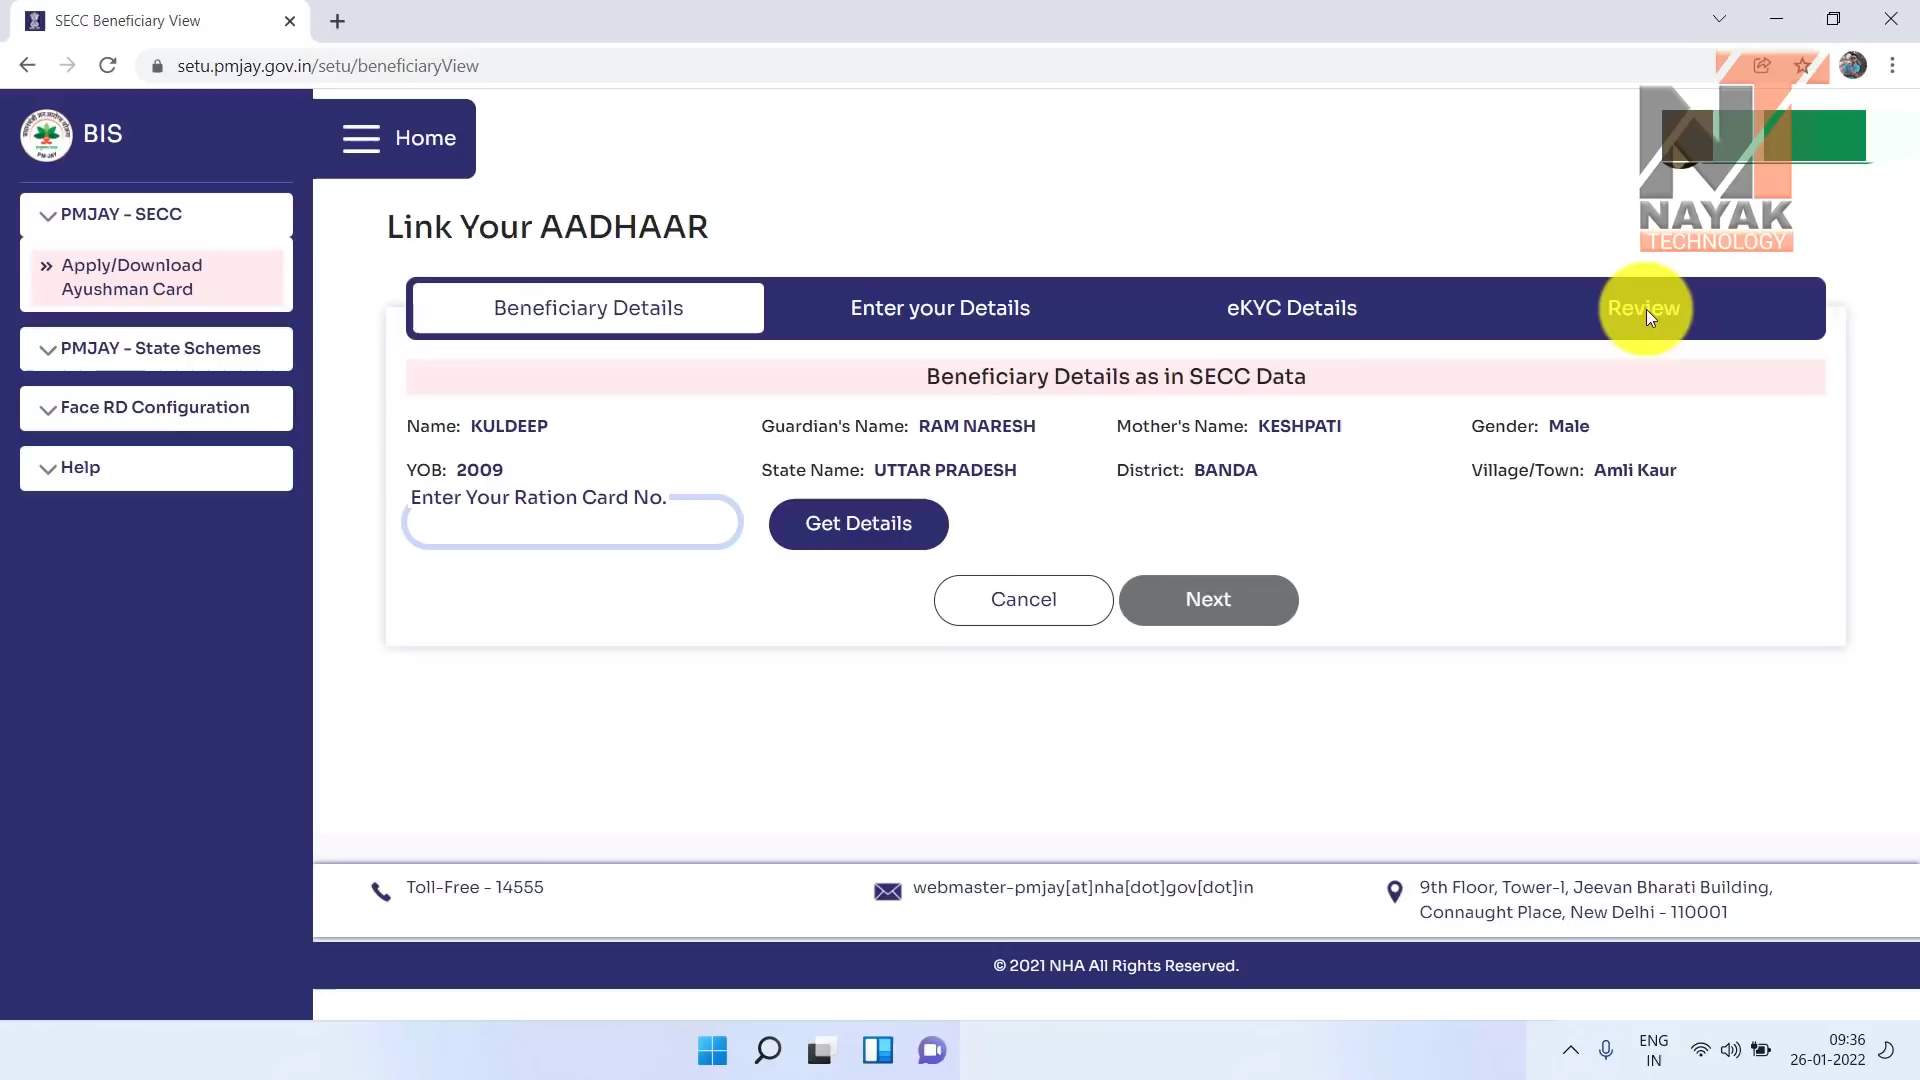 SECC Beneficiary View
setu.pmjay.gov.in/setu/beneficiaryView
BIS
Home
NAYAK
TECHNOLOGY
PMJAY - SECC
Apply/Download
Ayushman Card
PMJAY - State Schemes
Face RD Configuration
Help
Link Your AADHAAR
Beneficiary Details
Enter your Details
eKYC Details
Review
Beneficiary Details as in SECC Data
Name: KULDEEP
Guardian's Name: RAM NARESH
Mother's Name: KESHPATI
Gender: Male
YOB: 2009
State Name: UTTAR PRADESH
District: BANDA
Village/Town: Amli Kaur
Enter Your Ration Card No.
Get Details
Cancel
Next
Toll-Free - 14555
webmaster-pmjay[at]nha[dot]gov[dot]in
9th Floor, Tower-l, Jeevan Bharati Building,
Connaught Place, New Delhi - 110001
© 2021 NHA All Rights Reserved.
ENG
IN
09:36
26-01-2022